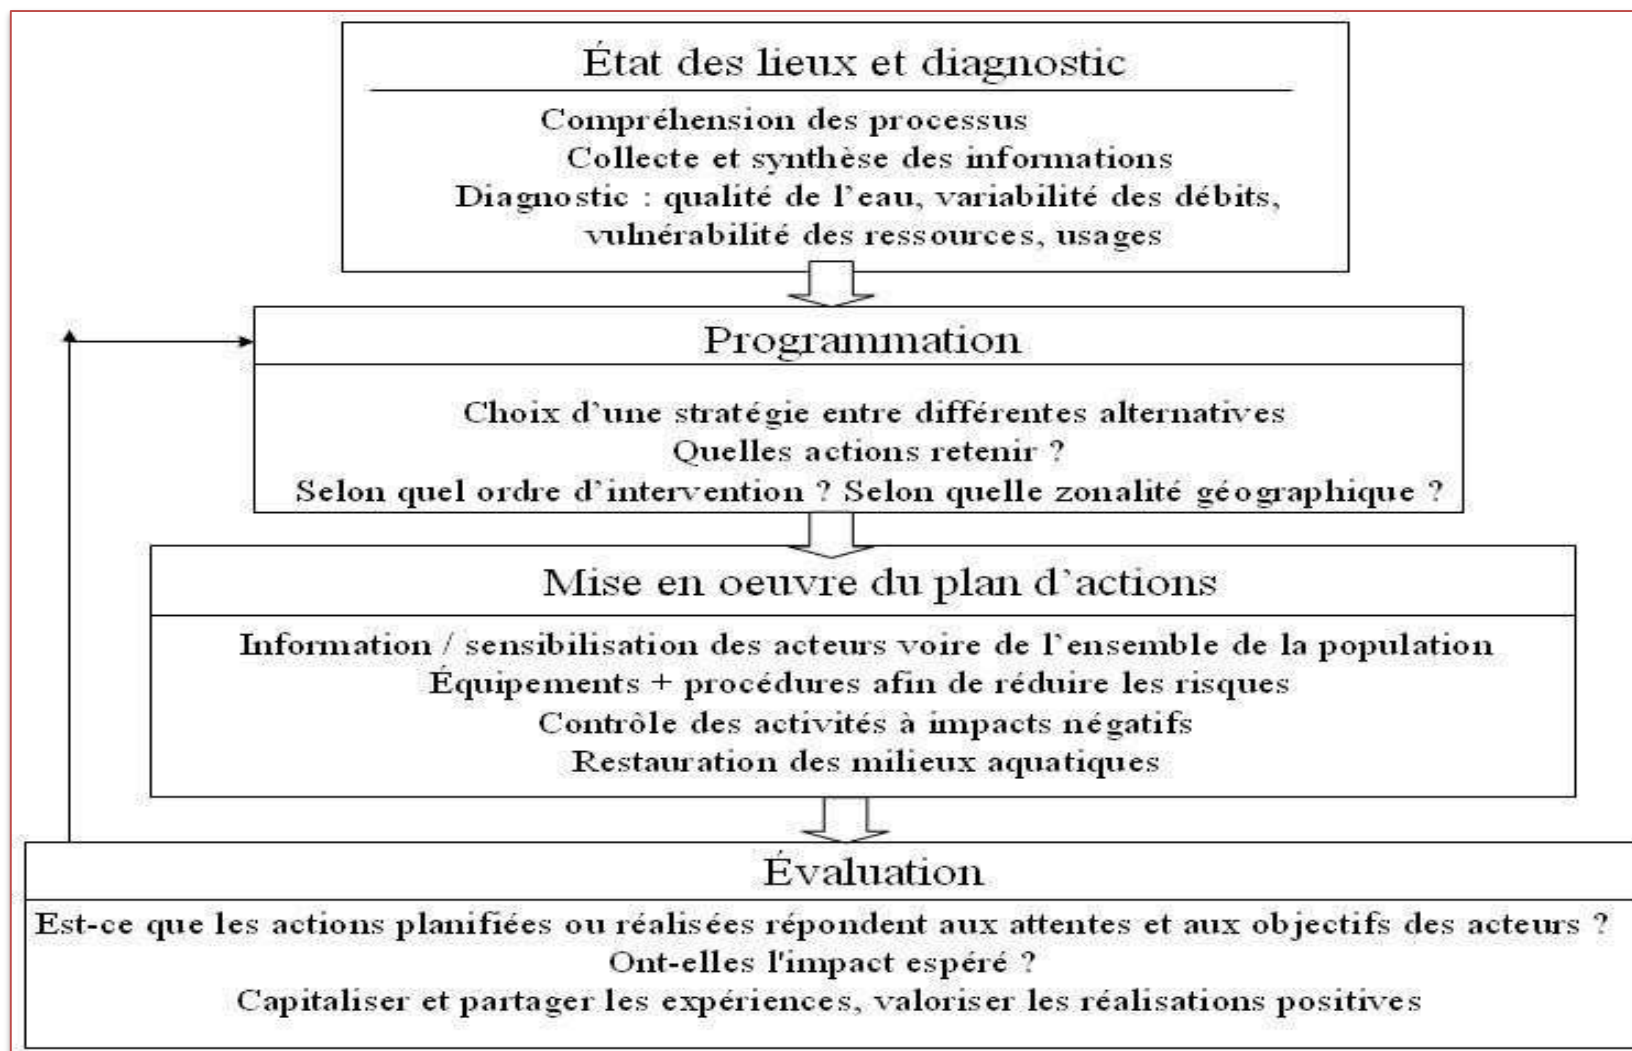 État des lieux et diagnostic
Compréhension des processus
Collecte et synthèse des informations
Diagnostic : qualité de l'eau, variabilité des débits,
vulnérabilité des ressources, usages
Programmation
Choix d'une stratégie entre différentes alternatives
Quelles actions retenir ?
Selon quel ordre d'intervention ? Selon quelle zonalité géographique ?
Mise en oeuvre du plan d'actions
Information / sensibilisation des acteurs voire de l'ensemble de la population
Équipements + procédures afin de réduire les risques
Contrôle des activités à impacts négatifs
Restauration des milieux aquatiques
Évaluation
Est-ce que les actions planifiées ou réalisées répondent aux attentes et aux objectifs des acteurs ?
Ont-elles l'impact espéré ?
Capitaliser et partager les expériences, valoriser les réalisations positives